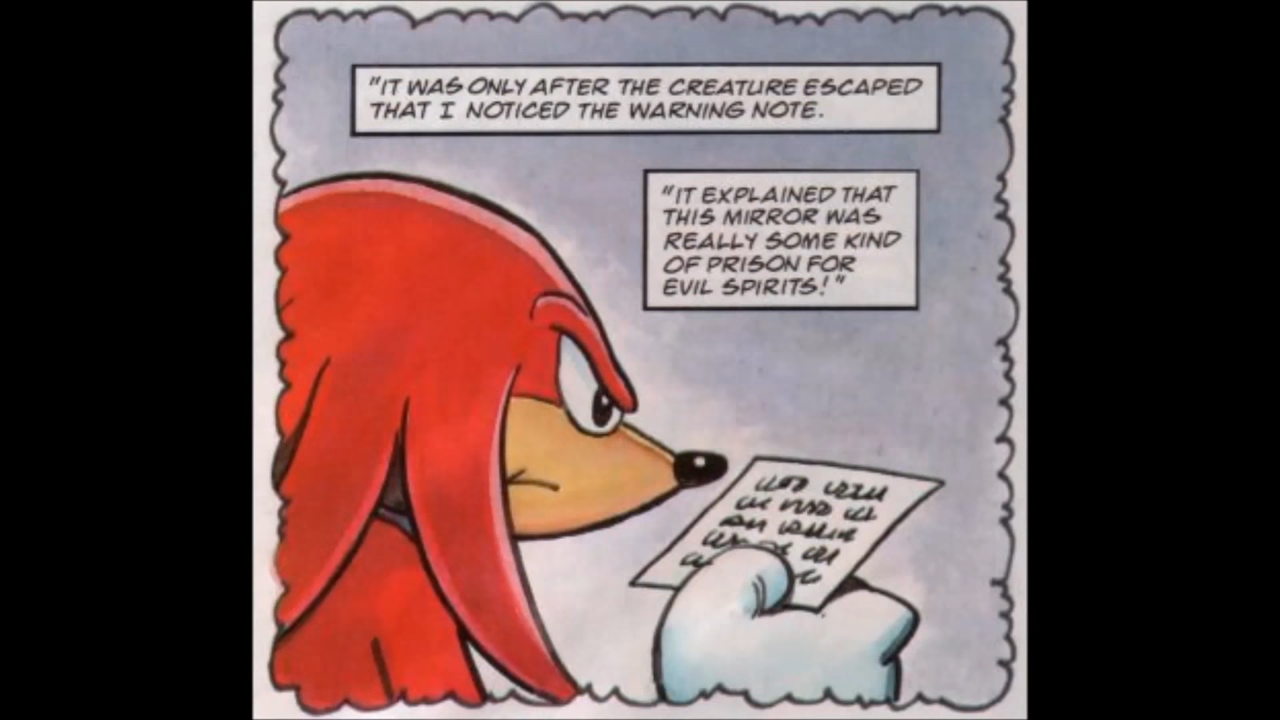 "IT WAS ONLY AFTER THE CREATURE ESCAPED
THAT I NOTICED THE WARNING NOTE.
"IT EXPLAINED THAT
THIS MIRROR WAS
REALLY SOME KIND
OF PRISON FOR
EVIL SPIRITS!"